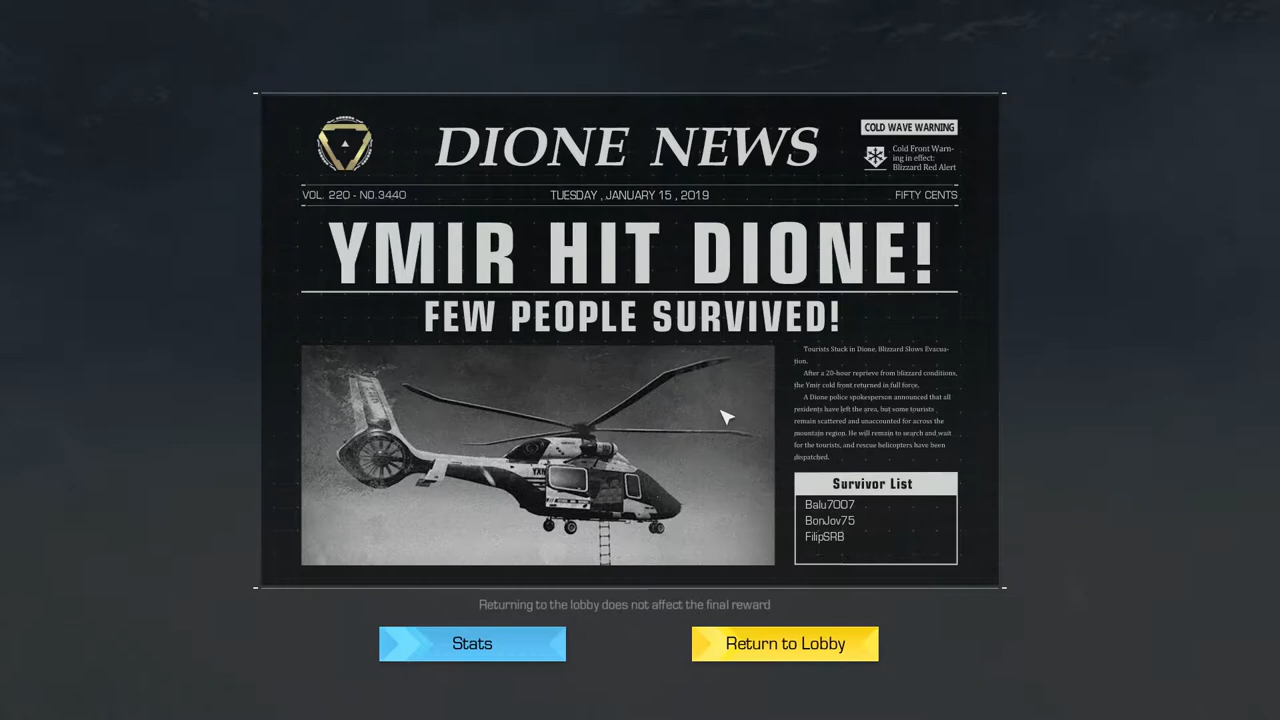 DIONE NEWS
COLD WAVE WARNING
Cold Front Warn-
ing in effect:
Blizzard Red Alert
VOL. 220 - NO.3440
TUESDAY , JANUARY 15 , 2019
FIFTY CENTS
YMIR HIT DIONE!
FEW PEOPLE SURVIVED!
Tourists Stuck in Dione, Blizzard Slows Evacua-
tion.
After a 20-hour reprieve from blizzard conditions,
the Ymir cold front returned in full force.
A Dione police spokesperson announced that all
residents have left the area, but some tourists
remain scattered and unaccounted for across the
mountain region. He will remain to search and wait
for the tourists, and rescue helicopters have been
dispatched.
Survivor List
Balu7007
BonJov75
FilipSRB
Returning to the lobby does not affect the final reward
Stats
Return to Lobby